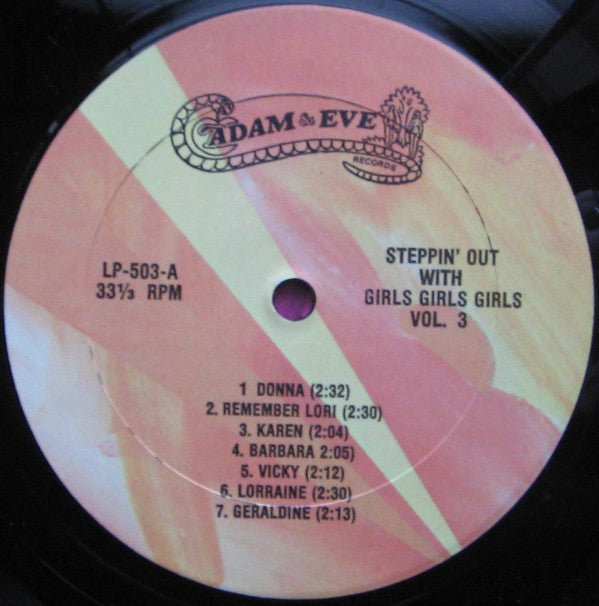 ADAM & EVE
RECORDS
LP-503-A
33⅓ RPM
STEPPIN' OUT
WITH
GIRLS GIRLS GIRLS
VOL. 3
1 DONNA (2:32)
2. REMEMBER LORI (2:30)
3. KAREN (2:04)
4. BARBARA 2:05)
5. VICKY (2:12)
6. LORRAINE (2:30)
7. GERALDINE (2:13)